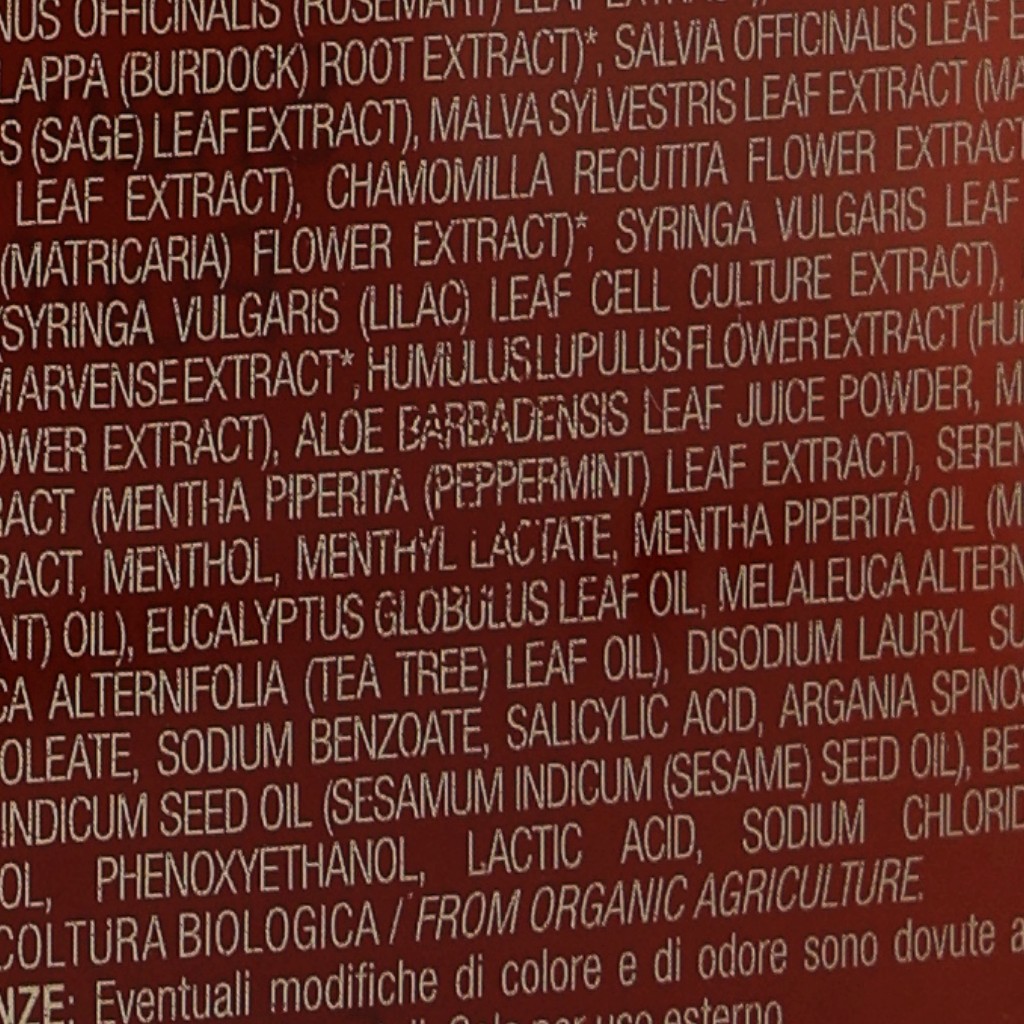 NUS OFFICINALIS (ROSEMARY) LEAF
LAPPA (BURDOCK) ROOT EXTRACT)*, SALVIA OFFICINALIS LEAF E
S (SAGE) LEAF EXTRACT), MALVA SYLVESTRIS LEAF EXTRACT (MA
LEAF EXTRACT), CHAMOMILLA RECUTITA FLOWER EXTRACT
(MATRICARIA) FLOWER EXTRACT)*, SYRINGA VULGARIS LEAF
(SYRINGA VULGARIS (LILAC) LEAF CELL CULTURE EXTRACT),
M ARVENSE EXTRACT*, HUMULUS LUPULUS FLOWER EXTRACT (HU
OWER EXTRACT), ALOE BARBADENSIS LEAF JUICE POWDER, M
RACT (MENTHA PIPERITA (PEPPERMINT) LEAF EXTRACT), SEREN
RACT, MENTHOL, MENTHYL LACTATE, MENTHA PIPERITA OIL (M
NT) OIL), EUCALYPTUS GLOBULUS LEAF OIL, MELALEUCA ALTERN
CA ALTERNIFOLIA (TEA TREE) LEAF OIL), DISODIUM LAURYL SU
OLEATE, SODIUM BENZOATE, SALICYLIC ACID, ARGANIA SPINOS
INDICUM SEED OIL (SESAMUM INDICUM (SESAME) SEED OIL), BE
OL, PHENOXYETHANOL, LACTIC ACID, SODIUM CHLORID
COLTURA BIOLOGICA / FROM ORGANIC AGRICULTURE.
NZE: Eventuali modifiche di colore e di odore sono dovute a
Solo per uso esterno